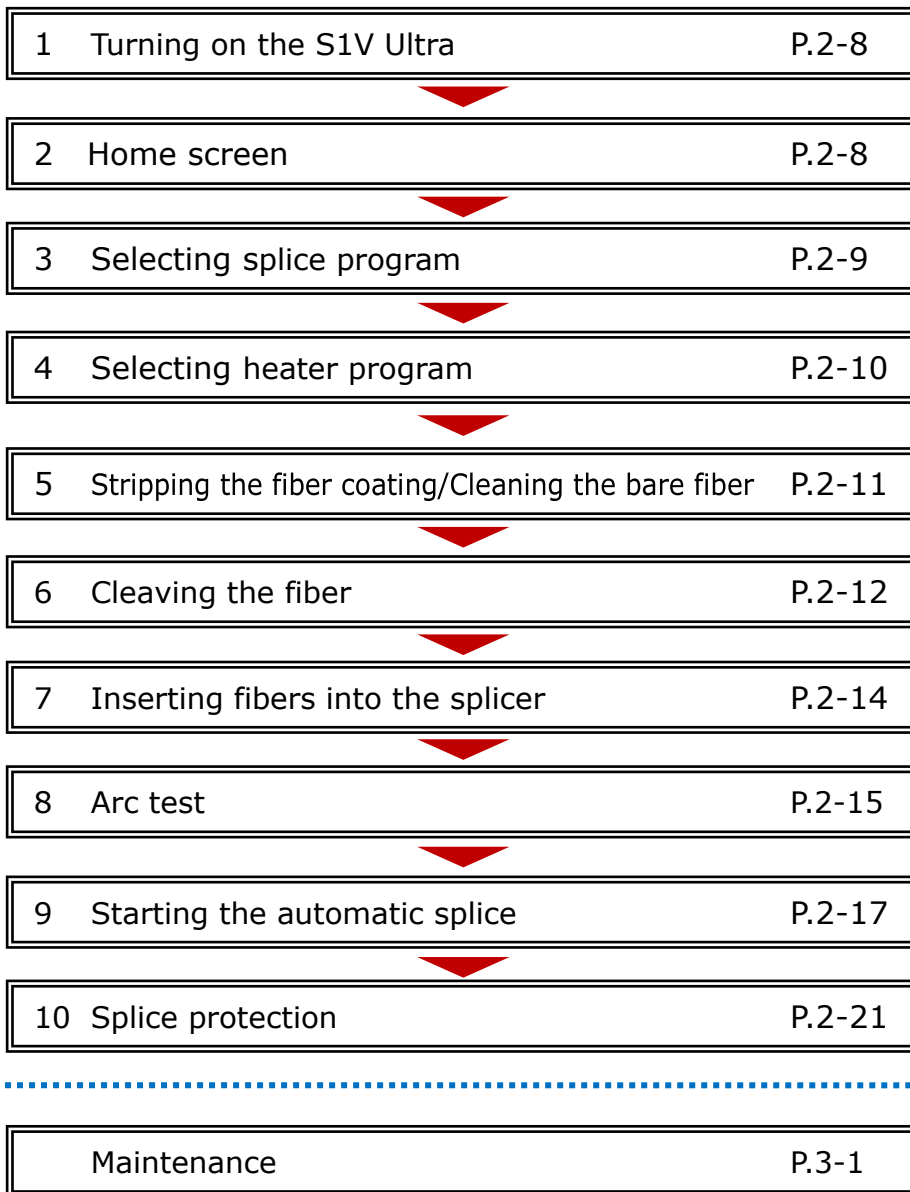 1 Turning on the S1V Ultra P.2-8
2 Home screen P.2-8
3 Selecting splice program P.2-9
4 Selecting heater program P.2-10
5 Stripping the fiber coating/Cleaning the bare fiber P.2-11
6 Cleaving the fiber P.2-12
7 Inserting fibers into the splicer P.2-14
8 Arc test P.2-15
9 Starting the automatic splice P.2-17
10 Splice protection P.2-21
Maintenance P.3-1